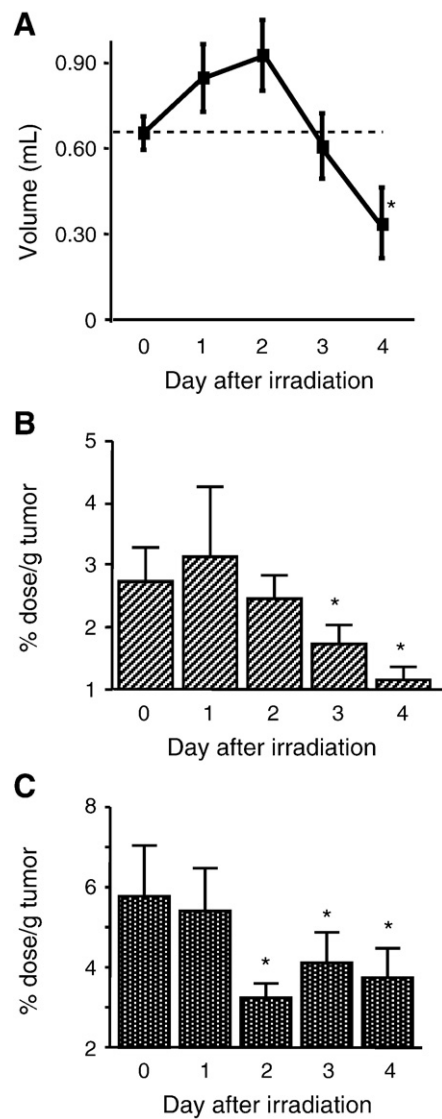 A
Volume (mL)
0.90
0.60
0.30
0
*
0 1 2 3 4
Day after irradiation
B
% dose/g tumor
5
4
3
2
1
* *
0 1 2 3 4
Day after irradiation
C
% dose/g tumor
8
6
4
2
* * *
0 1 2 3 4
Day after irradiation